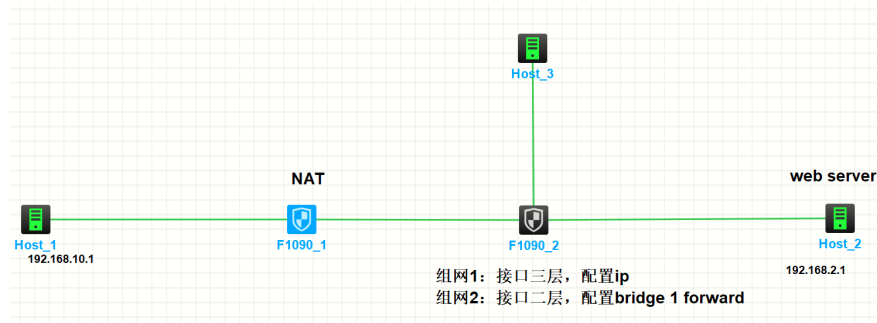 Host_3
NAT
web server
Host_1
F1090_1
F1090_2
Host_2
192.168.10.1
192.168.2.1
组网1：接口三层，配置ip
组网2：接口二层，配置bridge 1 forward